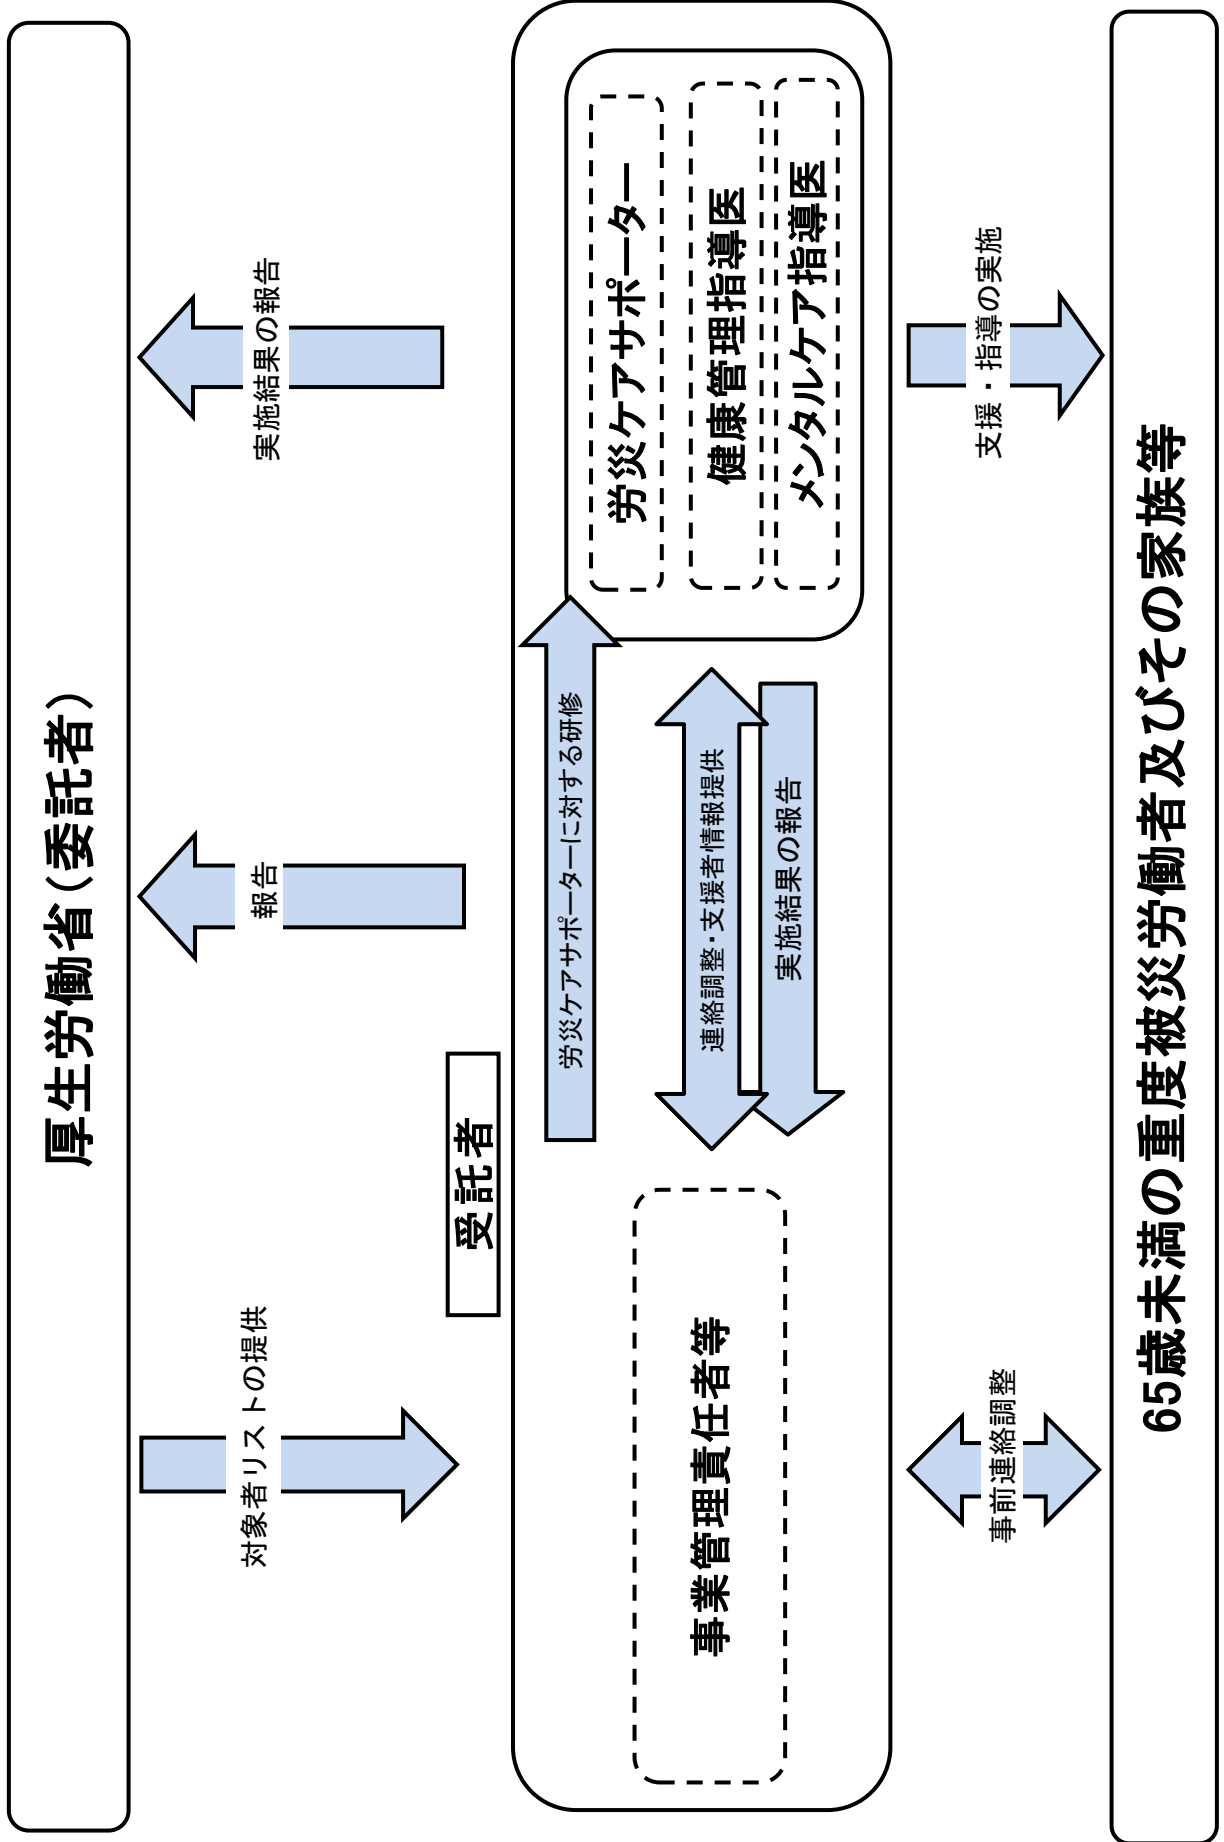 厚生労働省(委託者)
対象者リストの提供
報告
実施結果の報告
受託者
事業管理責任者等
労災ケアサポーターに対する研修
連絡調整・支援者情報提供
実施結果の報告
労災ケアサポーター
健康管理指導医
メンタルケア指導医
事前連絡調整
支援・指導の実施
65歳未満の重度被災労働者及びその家族等